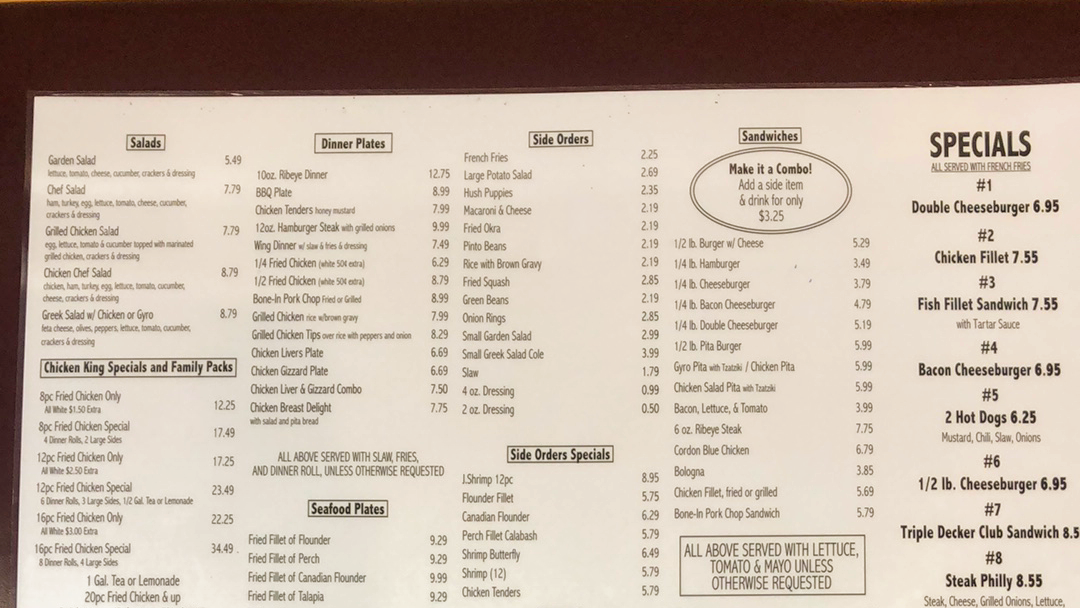 Salads
Garden Salad 5.49
lettuce, tomato, cheese, cucumber, crackers & dressing
Chef Salad 7.79
ham, turkey, egg, lettuce, tomato, cheese, cucumber,
crackers & dressing
Grilled Chicken Salad 7.79
egg, lettuce, tomato & cucumber topped with marinated
grilled chicken, crackers & dressing
Chicken Chef Salad 8.79
chicken, ham, turkey, egg, lettuce, tomato, cucumber,
cheese, crackers & dressing
Greek Salad w/ Chicken or Gyro 8.79
feta cheese, olives, peppers, lettuce, tomato, cucumber,
crackers & dressing
Chicken King Specials and Family Packs
8pc Fried Chicken Only 12.25
All White $1.50 Extra
8pc Fried Chicken Special 17.49
4 Dinner Rolls, 2 Large Sides
12pc Fried Chicken Only 17.25
All White $2.50 Extra
12pc Fried Chicken Special 23.49
6 Dinner Rolls, 3 Large Sides, 1/2 Gal. Tea or Lemonade
16pc Fried Chicken Only 22.25
All White $3.00 Extra
16pc Fried Chicken Special 34.49
8 Dinner Rolls, 4 Large Sides
1 Gal. Tea or Lemonade
20pc Fried Chicken & up
Dinner Plates
10oz. Ribeye Dinner 12.75
BBQ Plate 8.99
Chicken Tenders honey mustard 7.99
12oz. Hamburger Steak with grilled onions 9.99
Wing Dinner w/ slaw & fries & dressing 7.49
1/4 Fried Chicken (white 50¢ extra) 6.29
1/2 Fried Chicken (white 50¢ extra) 8.79
Bone-In Pork Chop Fried or Grilled 8.99
Grilled Chicken rice w/brown gravy 7.99
Grilled Chicken Tips over rice with peppers and onion 8.29
Chicken Livers Plate 6.69
Chicken Gizzard Plate 6.69
Chicken Liver & Gizzard Combo 7.50
Chicken Breast Delight 7.75
with salad and pita bread
ALL ABOVE SERVED WITH SLAW, FRIES,
AND DINNER ROLL, UNLESS OTHERWISE REQUESTED
Seafood Plates
Fried Fillet of Flounder 9.29
Fried Fillet of Perch 9.29
Fried Fillet of Canadian Flounder 9.99
Fried Fillet of Talapia 9.29
Side Orders
French Fries 2.25
Large Potato Salad 2.69
Hush Puppies 2.35
Macaroni & Cheese 2.19
Fried Okra 2.19
Pinto Beans 2.19
Rice with Brown Gravy 2.19
Fried Squash 2.85
Green Beans 2.19
Onion Rings 2.85
Small Garden Salad 2.99
Small Greek Salad Cole 3.99
Slaw 1.79
4 oz. Dressing 0.99
2 oz. Dressing 0.50
Side Orders Specials
J.Shrimp 12pc 8.95
Flounder Fillet 5.75
Canadian Flounder 6.29
Perch Fillet Calabash 5.79
Shrimp Butterfly 6.49
Shrimp (12) 5.79
Chicken Tenders 5.79
Sandwiches
Make it a Combo!
Add a side item
& drink for only
$3.25
1/2 lb. Burger w/ Cheese 5.29
1/4 lb. Hamburger 3.49
1/4 lb. Cheeseburger 3.79
1/4 lb. Bacon Cheeseburger 4.79
1/4 lb. Double Cheeseburger 5.19
1/2 lb. Pita Burger 5.99
Gyro Pita with Tzatziki / Chicken Pita 5.99
Chicken Salad Pita with Tzatziki 5.99
Bacon, Lettuce, & Tomato 3.99
6 oz. Ribeye Steak 7.75
Cordon Blue Chicken 6.79
Bologna 3.85
Chicken Fillet, fried or grilled 5.69
Bone-In Pork Chop Sandwich 5.79
ALL ABOVE SERVED WITH LETTUCE,
TOMATO & MAYO UNLESS
OTHERWISE REQUESTED
SPECIALS
ALL SERVED WITH FRENCH FRIES
#1
Double Cheeseburger 6.95
#2
Chicken Fillet 7.55
#3
Fish Fillet Sandwich 7.55
with Tartar Sauce
#4
Bacon Cheeseburger 6.95
#5
2 Hot Dogs 6.25
Mustard, Chili, Slaw, Onions
#6
1/2 lb. Cheeseburger 6.95
#7
Triple Decker Club Sandwich 8.5
#8
Steak Philly 8.55
Steak, Cheese, Grilled Onions, Lettuce,